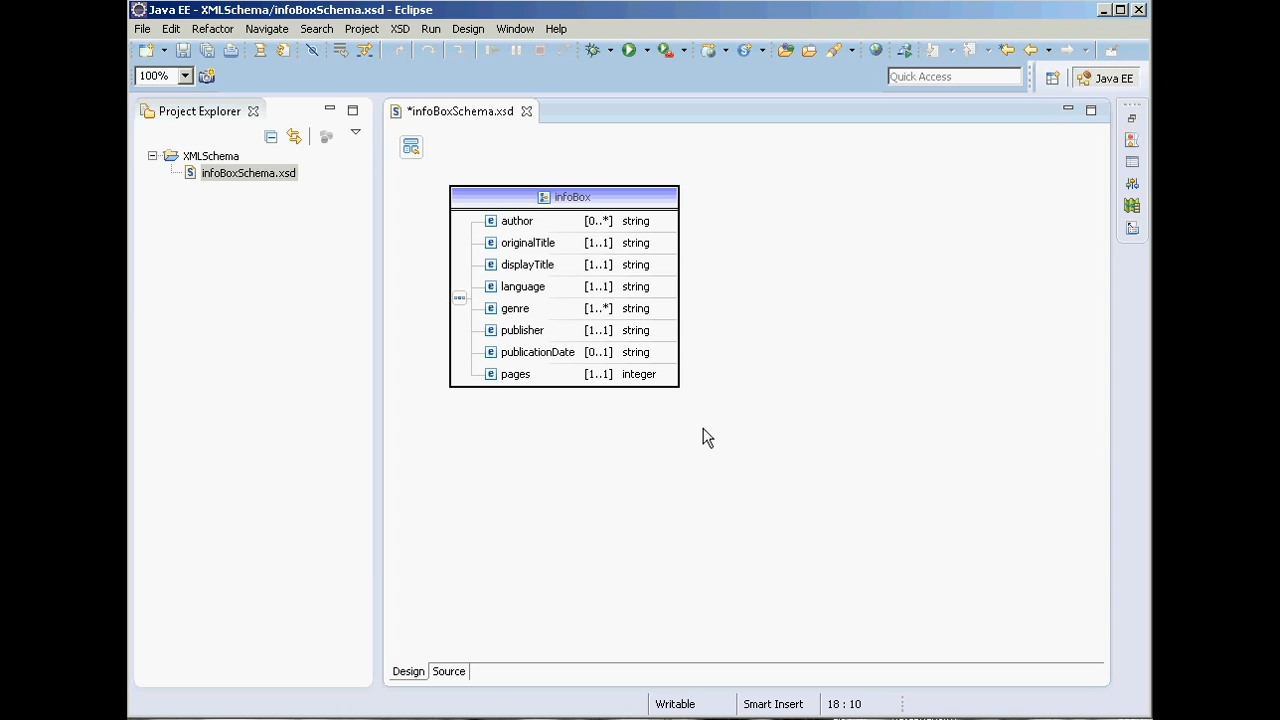 Java EE - XMLSchema/infoBoxSchema.xsd - Eclipse
File Edit Refactor Navigate Search Project XSD Run Design Window Help
100%
Quick Access
Java EE
Project Explorer
*infoBoxSchema.xsd
XMLSchema
infoBoxSchema.xsd
infoBox
author [0..*] string
originalTitle [1..1] string
displayTitle [1..1] string
language [1..1] string
genre [1..*] string
publisher [1..1] string
publicationDate [0..1] string
pages [1..1] integer
Design Source
Writable Smart Insert 18 : 10